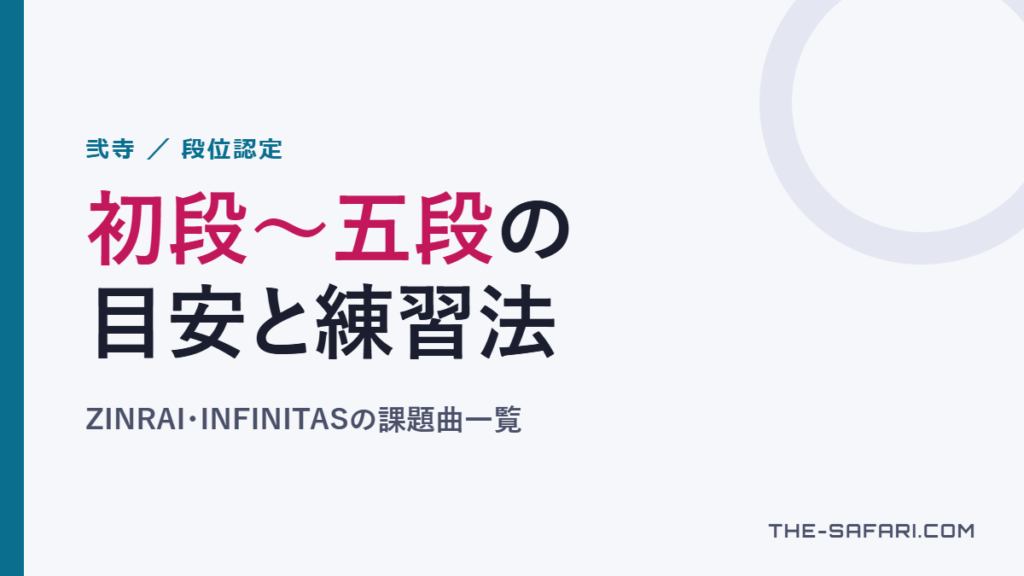 弐寺 ／ 段位認定
初段〜五段の
目安と練習法
ZINRAI・INFINITASの課題曲一覧
THE-SAFARI.COM